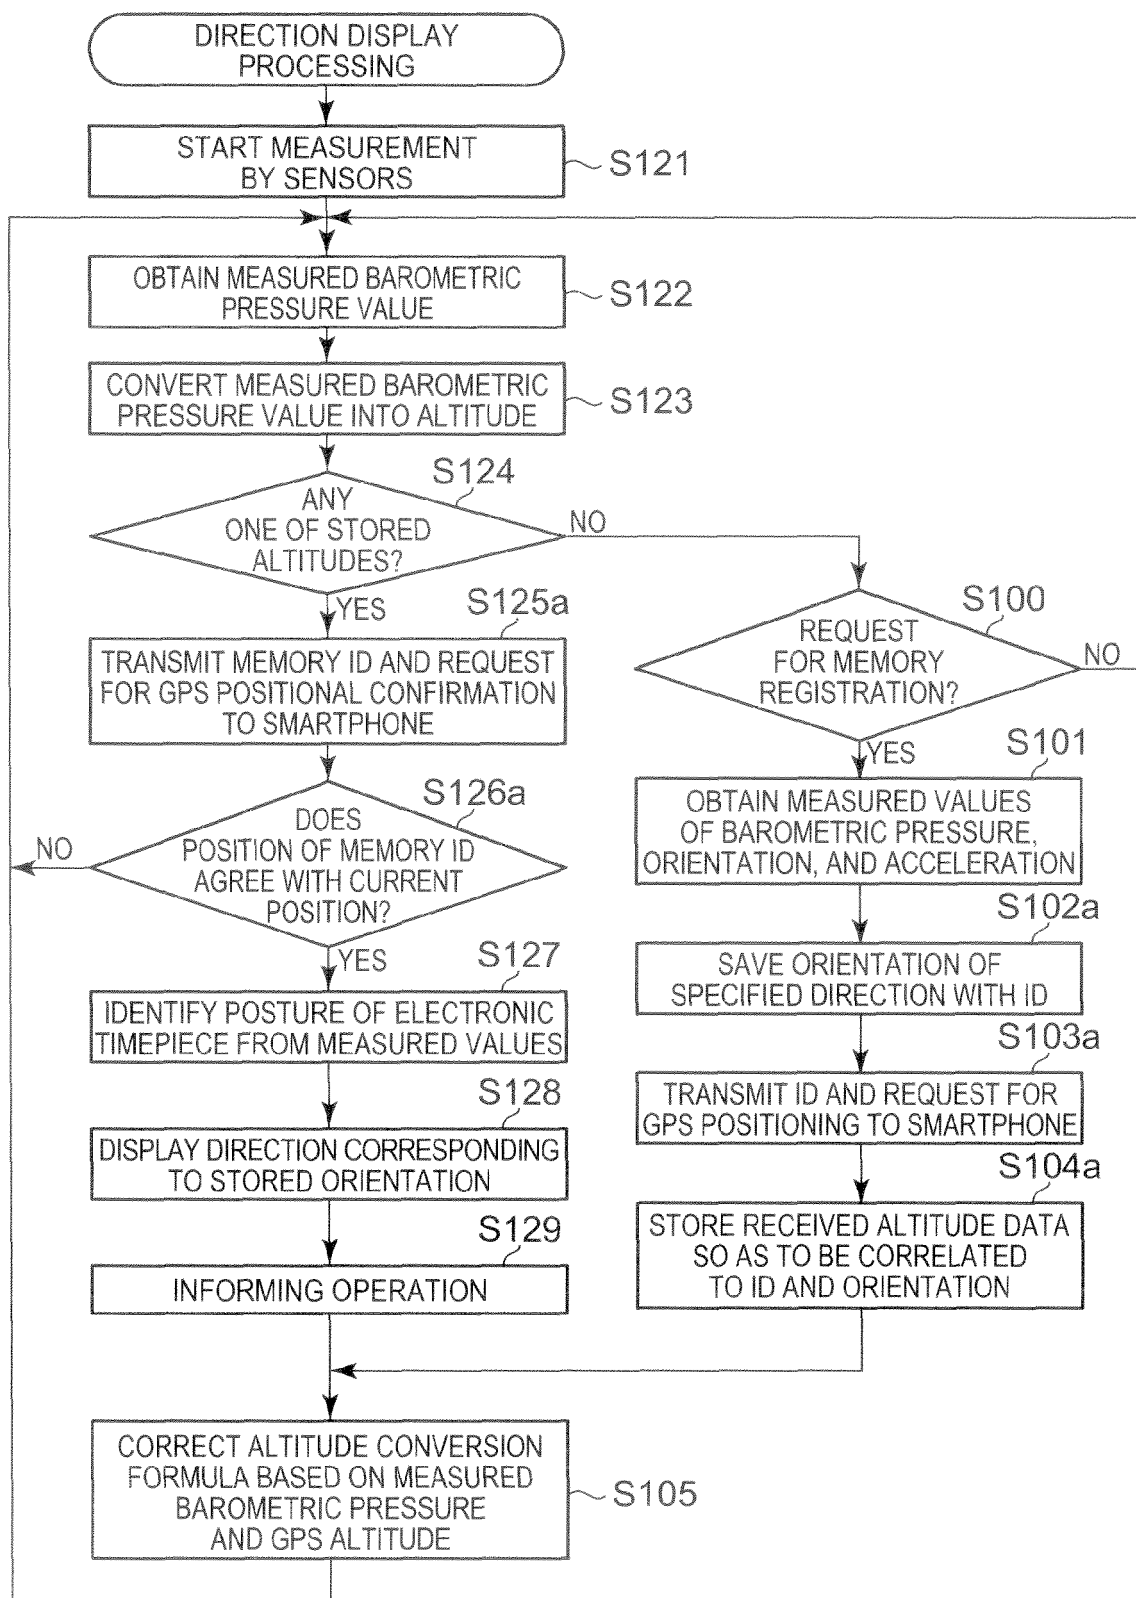 DIRECTION DISPLAY
PROCESSING
START MEASUREMENT
BY SENSORS
S121
OBTAIN MEASURED BAROMETRIC
PRESSURE VALUE
S122
CONVERT MEASURED BAROMETRIC
PRESSURE VALUE INTO ALTITUDE
S123
S124
ANY
ONE OF STORED
ALTITUDES?
NO
YES
S125a
TRANSMIT MEMORY ID AND REQUEST
FOR GPS POSITIONAL CONFIRMATION
TO SMARTPHONE
S126a
DOES
POSITION OF MEMORY ID
AGREE WITH CURRENT
POSITION?
NO
YES
S127
IDENTIFY POSTURE OF ELECTRONIC
TIMEPIECE FROM MEASURED VALUES
S128
DISPLAY DIRECTION CORRESPONDING
TO STORED ORIENTATION
S129
INFORMING OPERATION
S100
REQUEST
FOR MEMORY
REGISTRATION?
NO
YES
S101
OBTAIN MEASURED VALUES
OF BAROMETRIC PRESSURE,
ORIENTATION, AND ACCELERATION
S102a
SAVE ORIENTATION OF
SPECIFIED DIRECTION WITH ID
S103a
TRANSMIT ID AND REQUEST FOR
GPS POSITIONING TO SMARTPHONE
S104a
STORE RECEIVED ALTITUDE DATA
SO AS TO BE CORRELATED
TO ID AND ORIENTATION
CORRECT ALTITUDE CONVERSION
FORMULA BASED ON MEASURED
BAROMETRIC PRESSURE
AND GPS ALTITUDE
S105